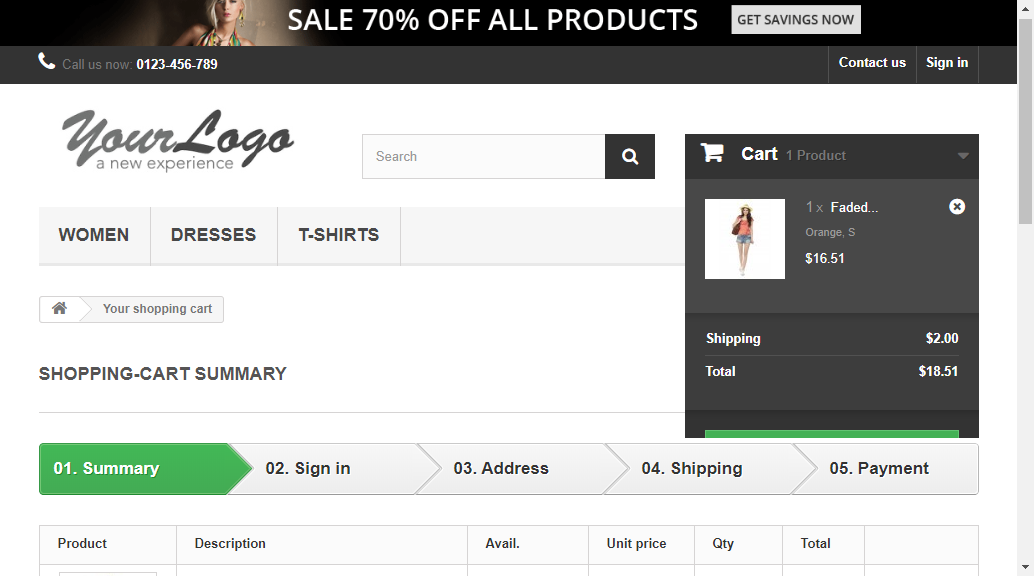 SALE 70% OFF ALL PRODUCTS GET SAVINGS NOW
Call us now: 0123-456-789 Contact us Sign in
YourLogo
a new experience
Search
Cart 1 Product
1 x Faded...
Orange, S
$16.51
WOMEN DRESSES T-SHIRTS
Your shopping cart
Shipping $2.00
Total $18.51
SHOPPING-CART SUMMARY
01. Summary 02. Sign in 03. Address 04. Shipping 05. Payment
Product Description Avail. Unit price Qty Total